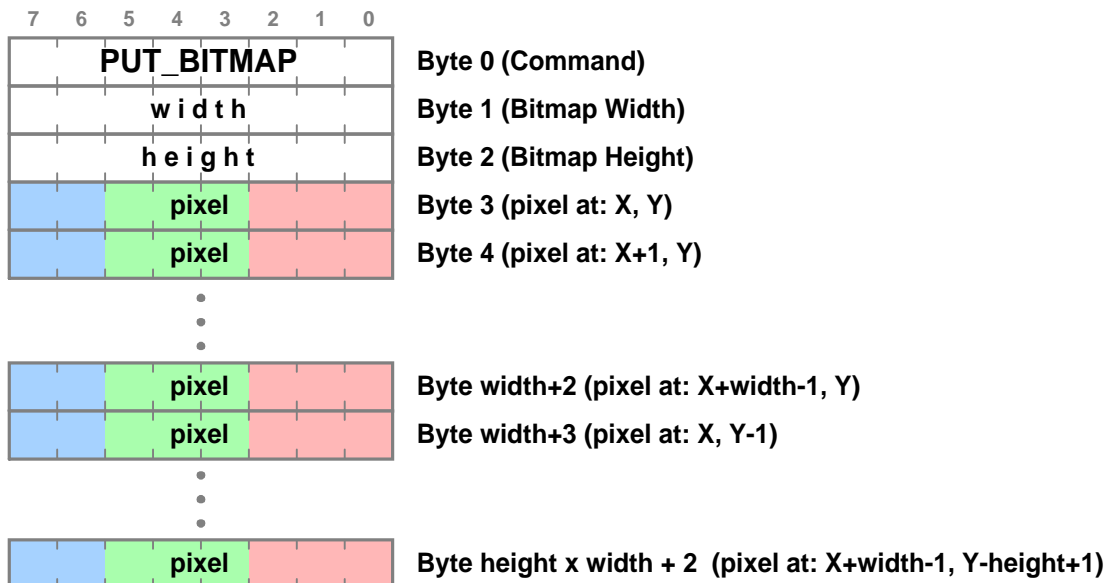 7 6 5 4 3 2 1 0
PUT_BITMAP Byte 0 (Command)
width Byte 1 (Bitmap Width)
height Byte 2 (Bitmap Height)
pixel Byte 3 (pixel at: X, Y)
pixel Byte 4 (pixel at: X+1, Y)
pixel Byte width+2 (pixel at: X+width-1, Y)
pixel Byte width+3 (pixel at: X, Y-1)
pixel Byte height x width + 2 (pixel at: X+width-1, Y-height+1)